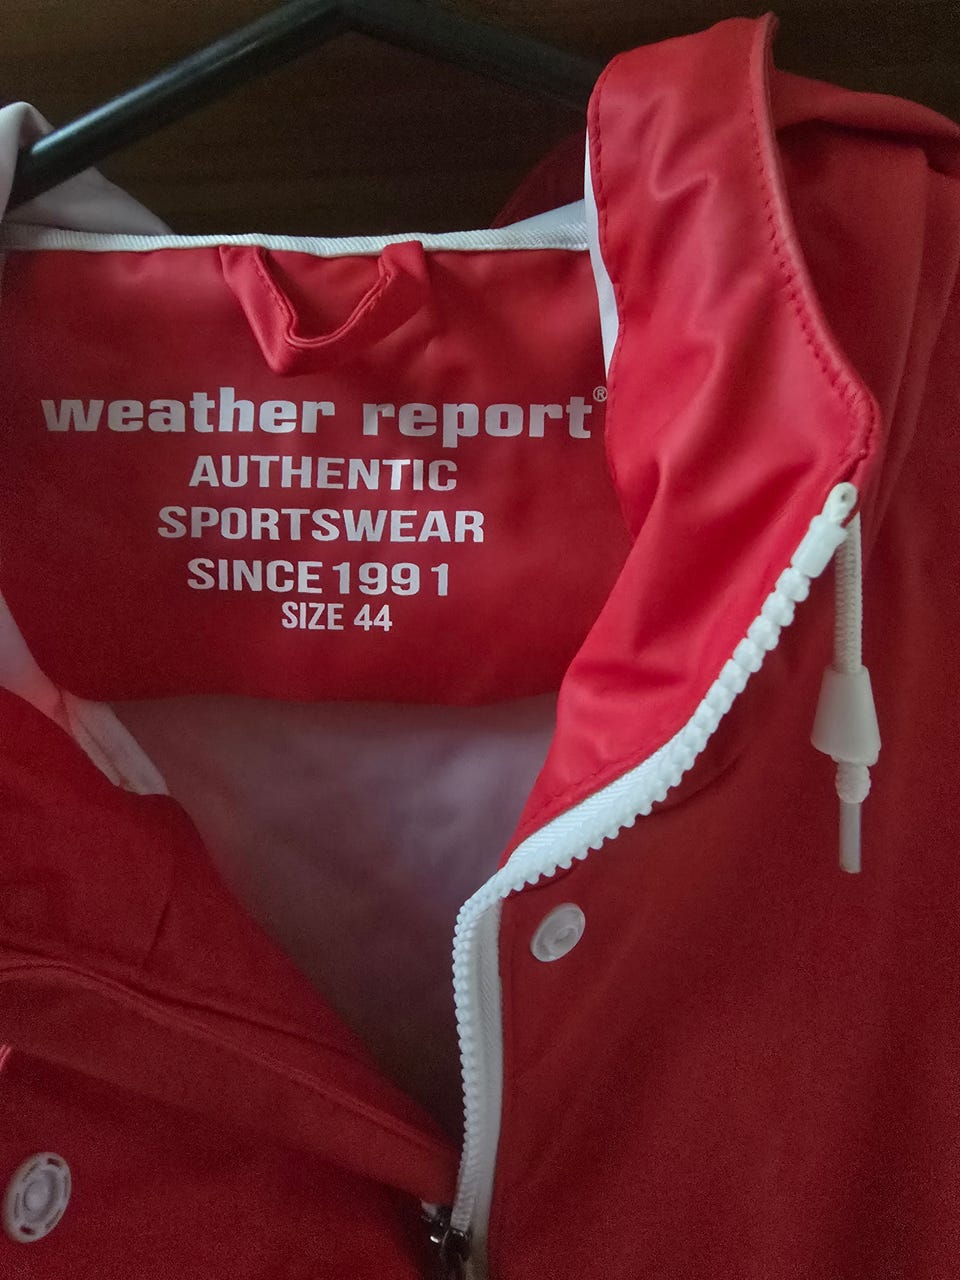 weather report®
AUTHENTIC
SPORTSWEAR
SINCE 1991
SIZE 44